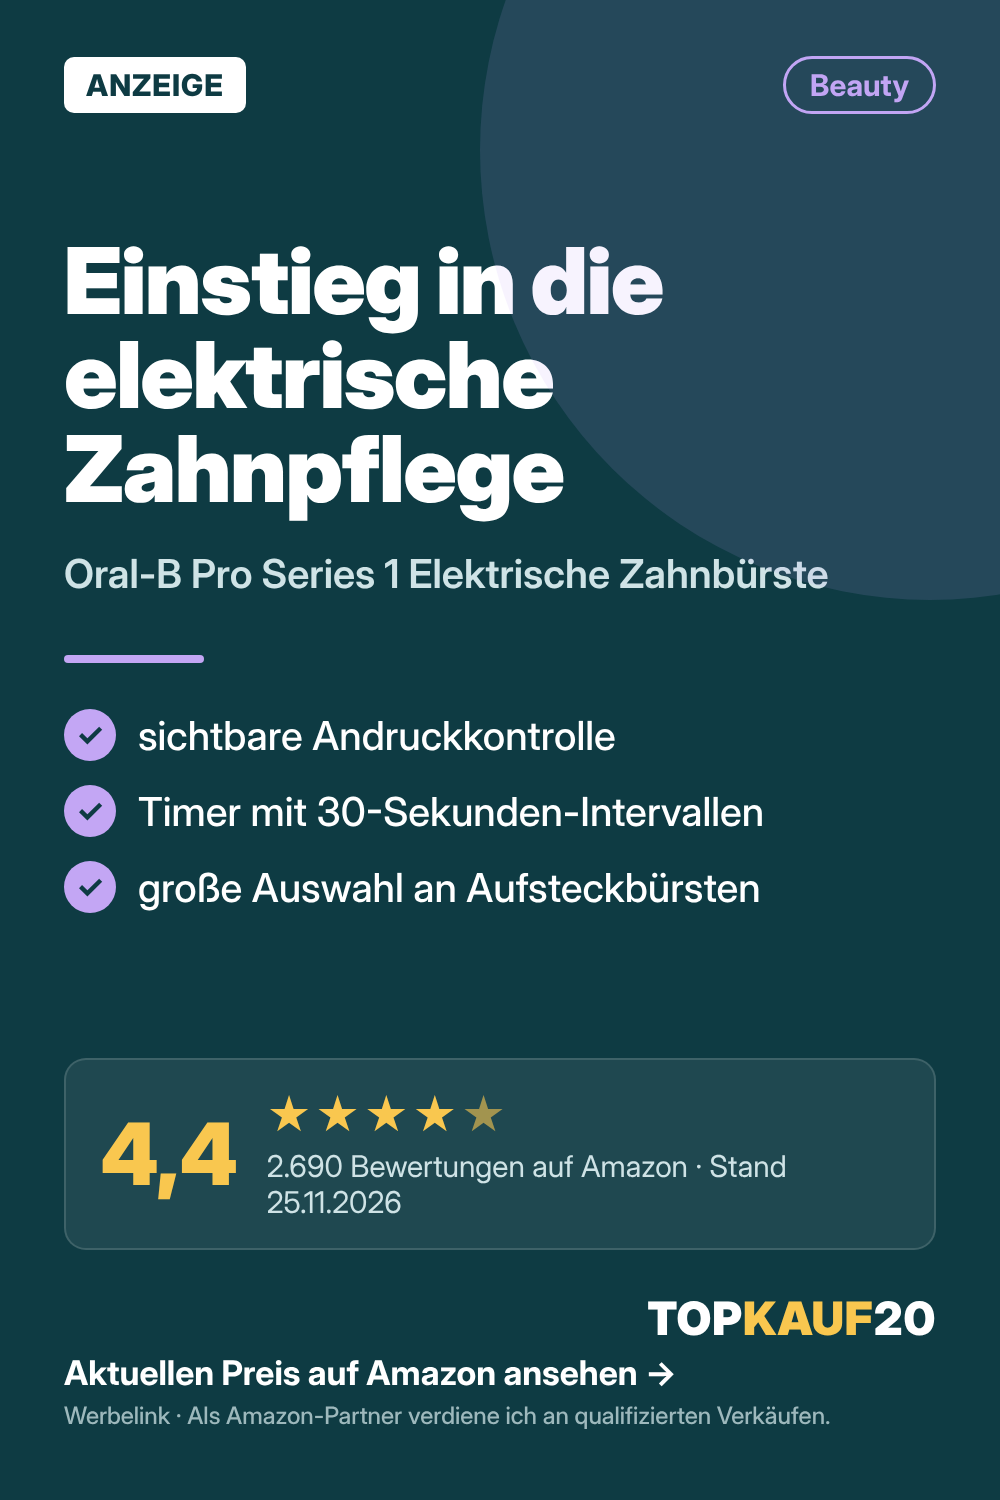 ANZEIGE
Beauty
Einstieg in die
elektrische
Zahnpflege
Oral-B Pro Series 1 Elektrische Zahnbürste
sichtbare Andruckkontrolle
Timer mit 30-Sekunden-Intervallen
große Auswahl an Aufsteckbürsten
4,4
2.690 Bewertungen auf Amazon · Stand
25.11.2026
TOPKAUF20
Aktuellen Preis auf Amazon ansehen →
Werbelink · Als Amazon-Partner verdiene ich an qualifizierten Verkäufen.